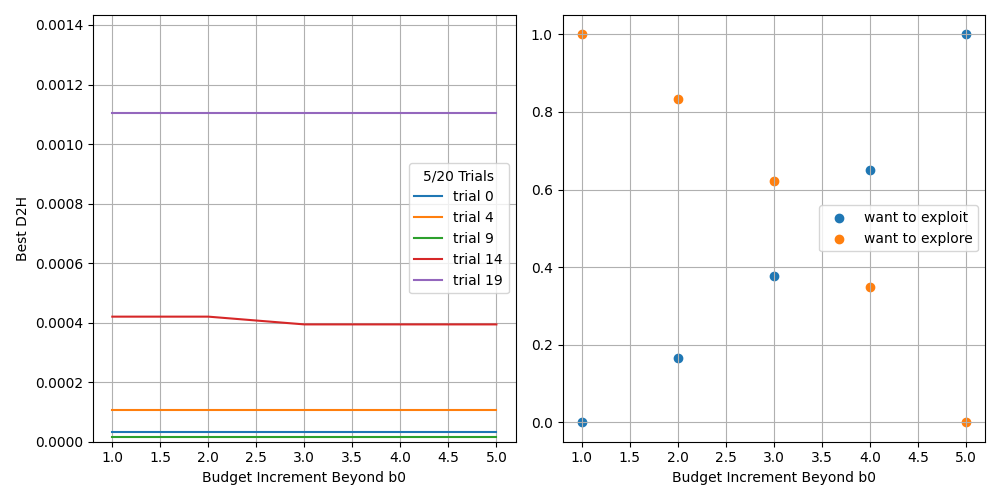 0.0014
0.0012
0.0010
0.0008
0.0006
0.0004
0.0002
0.0000
Best D2H
5/20 Trials
trial 0
trial 4
trial 9
trial 14
trial 19
1.0 1.5 2.0 2.5 3.0 3.5 4.0 4.5 5.0
Budget Increment Beyond b0
1.0
0.8
0.6
0.4
0.2
0.0
want to exploit
want to explore
1.0 1.5 2.0 2.5 3.0 3.5 4.0 4.5 5.0
Budget Increment Beyond b0